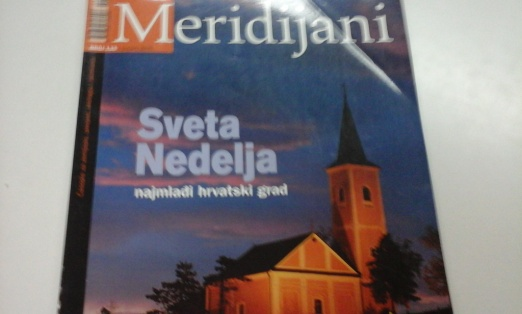 Meridijani
Sveta
Nedelja
najmlađi hrvatski grad